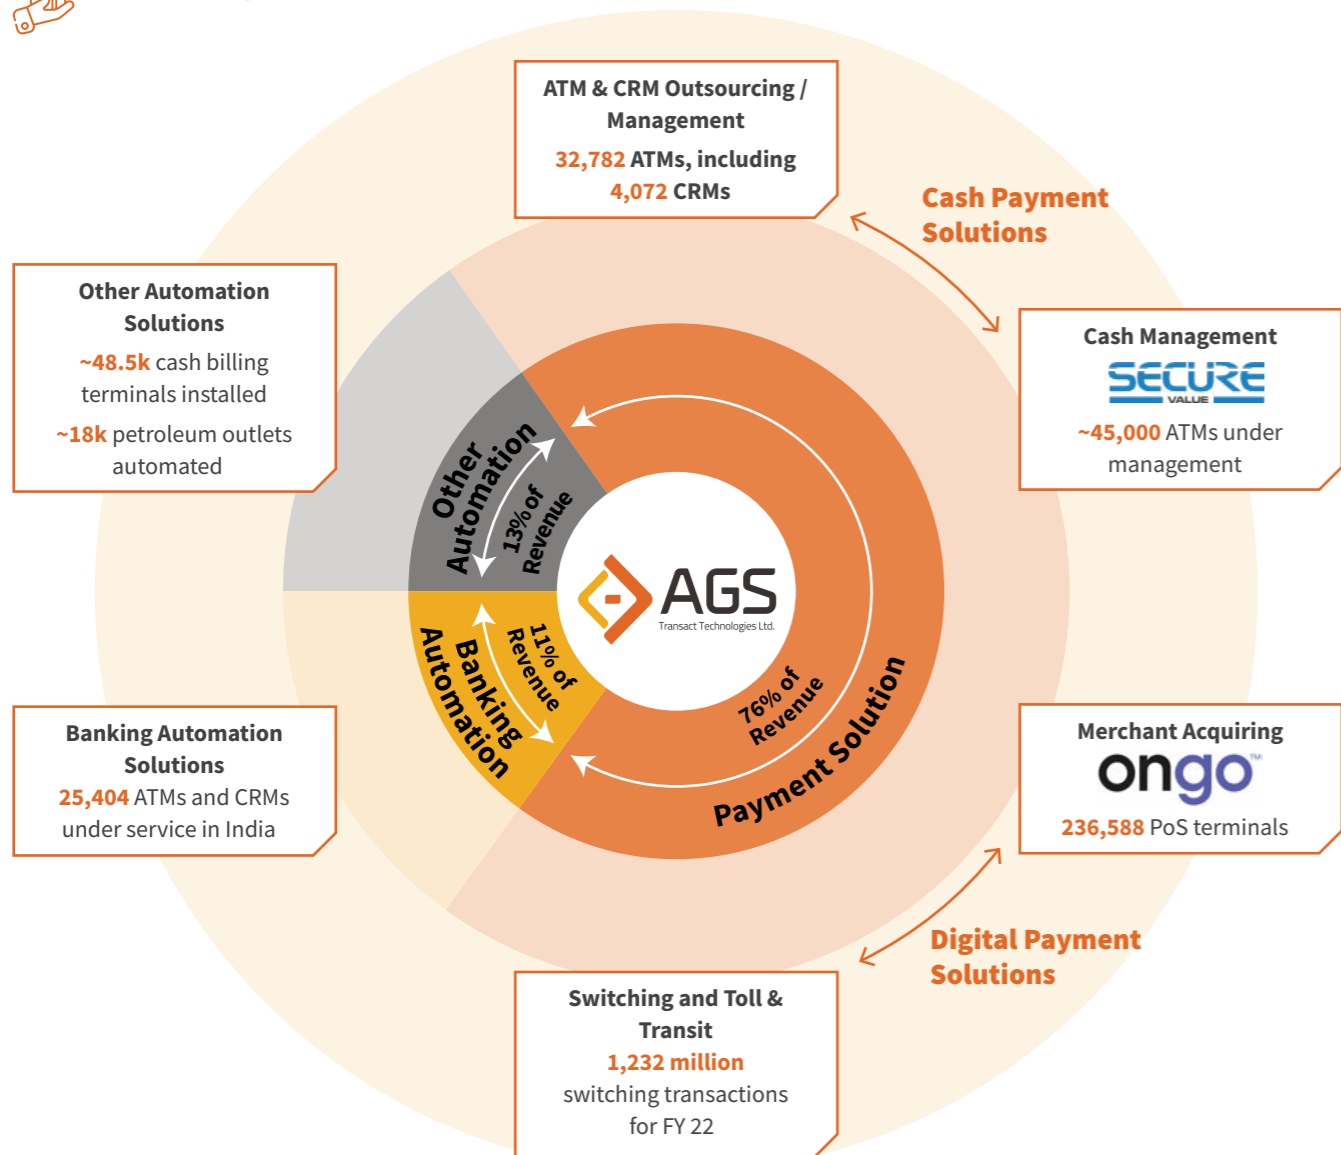 ATM & CRM Outsourcing /
Management
32,782 ATMs, including
4,072 CRMs
Cash Payment
Solutions
Other Automation
Solutions
~48.5k cash billing
terminals installed
~18k petroleum outlets
automated
Cash Management
SECURE
VALUE
~45,000 ATMs under
management
Other
Automation
13% of
Revenue
AGS
Transact Technologies Ltd.
11% of
Revenue
Banking
Automation
76% of
Revenue
Payment Solution
Banking Automation
Solutions
25,404 ATMs and CRMs
under service in India
Merchant Acquiring
ongo™
236,588 PoS terminals
Digital Payment
Solutions
Switching and Toll &
Transit
1,232 million
switching transactions
for FY 22